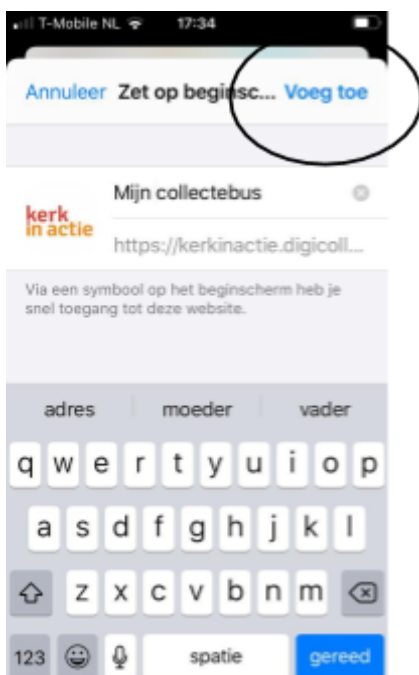 T-Mobile NL 17:34
Annuleer Zet op beginsc... Voeg toe
Mijn collectebus
kerk
in actie
https://kerkinactie.digicoll...
Via een symbool op het beginscherm heb je
snel toegang tot deze website.
adres moeder vader
q w e r t y u i o p
a s d f g h j k l
z x c v b n m
123 spatie gereed